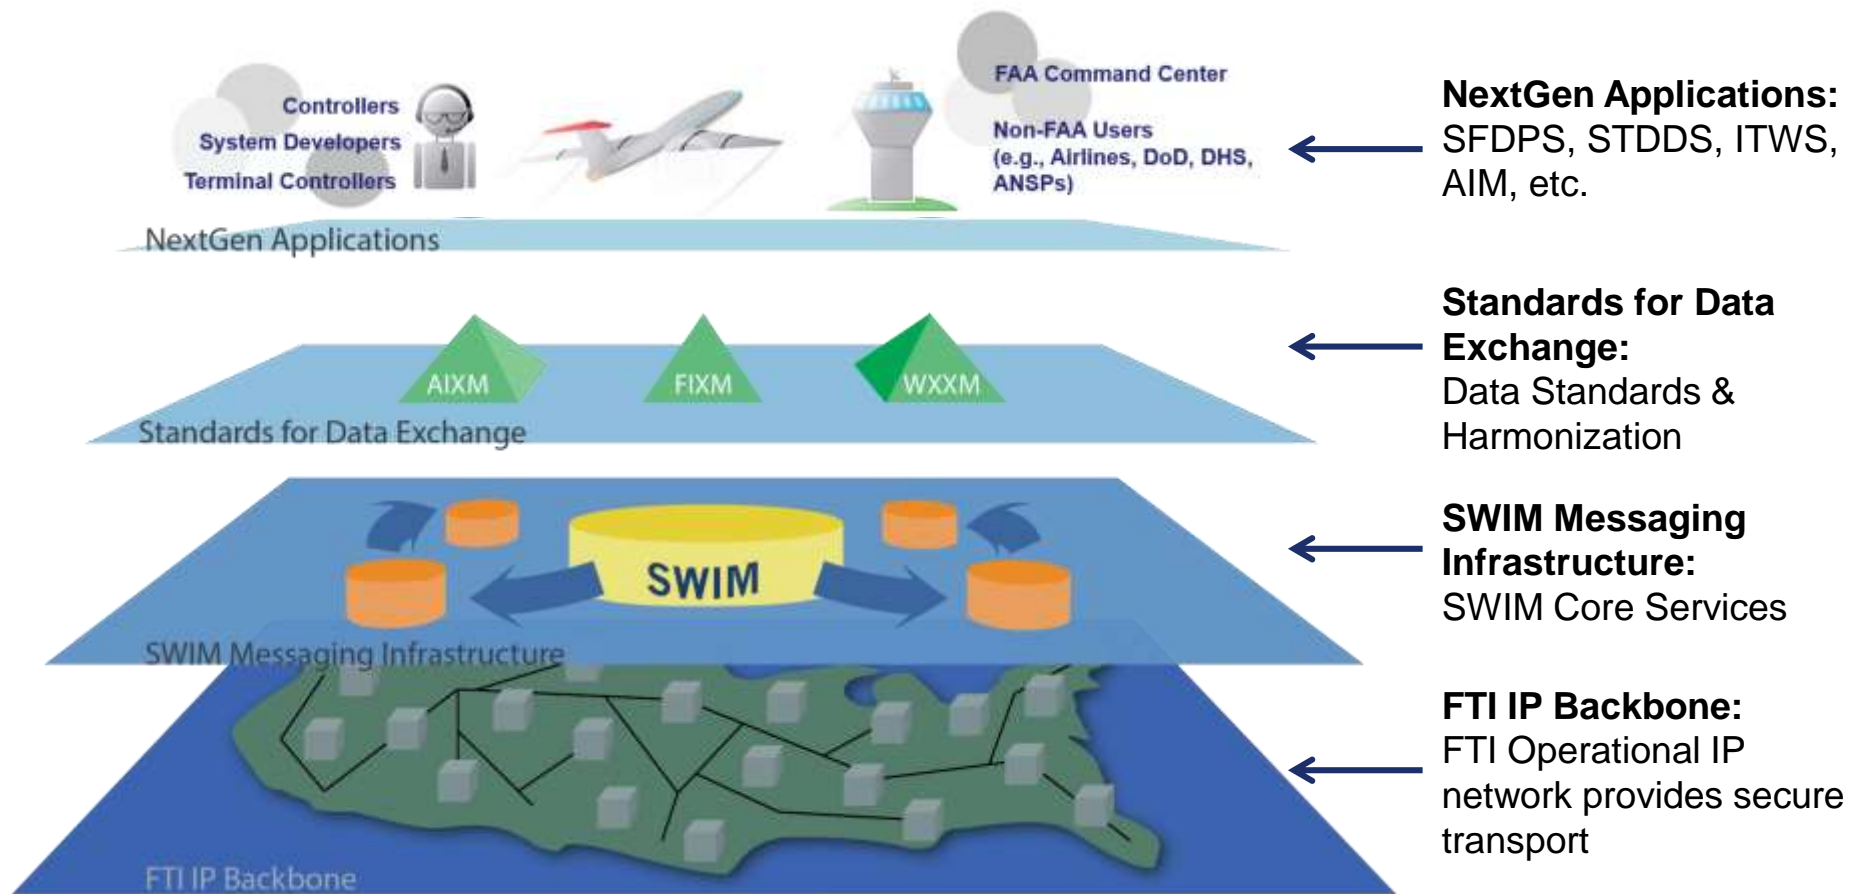 Controllers
System Developers
Terminal Controllers
FAA Command Center
Non-FAA Users
(e.g., Airlines, DoD, DHS,
ANSPs)
NextGen Applications
NextGen Applications:
SFDPS, STDDS, ITWS,
AIM, etc.
AIXM
FIXM
WXXM
Standards for Data Exchange
Standards for Data
Exchange:
Data Standards &
Harmonization
SWIM
SWIM Messaging Infrastructure
SWIM Messaging
Infrastructure:
SWIM Core Services
FTI IP Backbone
FTI IP Backbone:
FTI Operational IP
network provides secure
transport